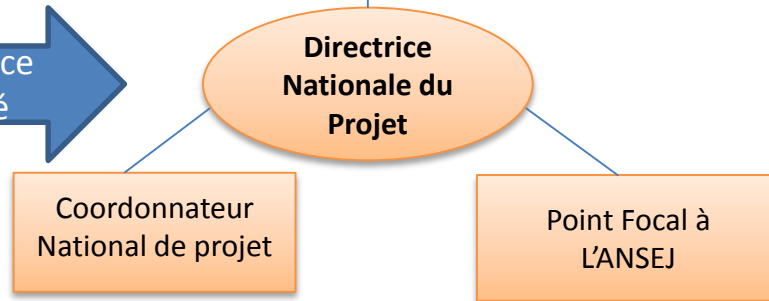 Directrice
Nationale du
Projet
Coordonnateur
National de projet
Point Focal à
L'ANSEJ